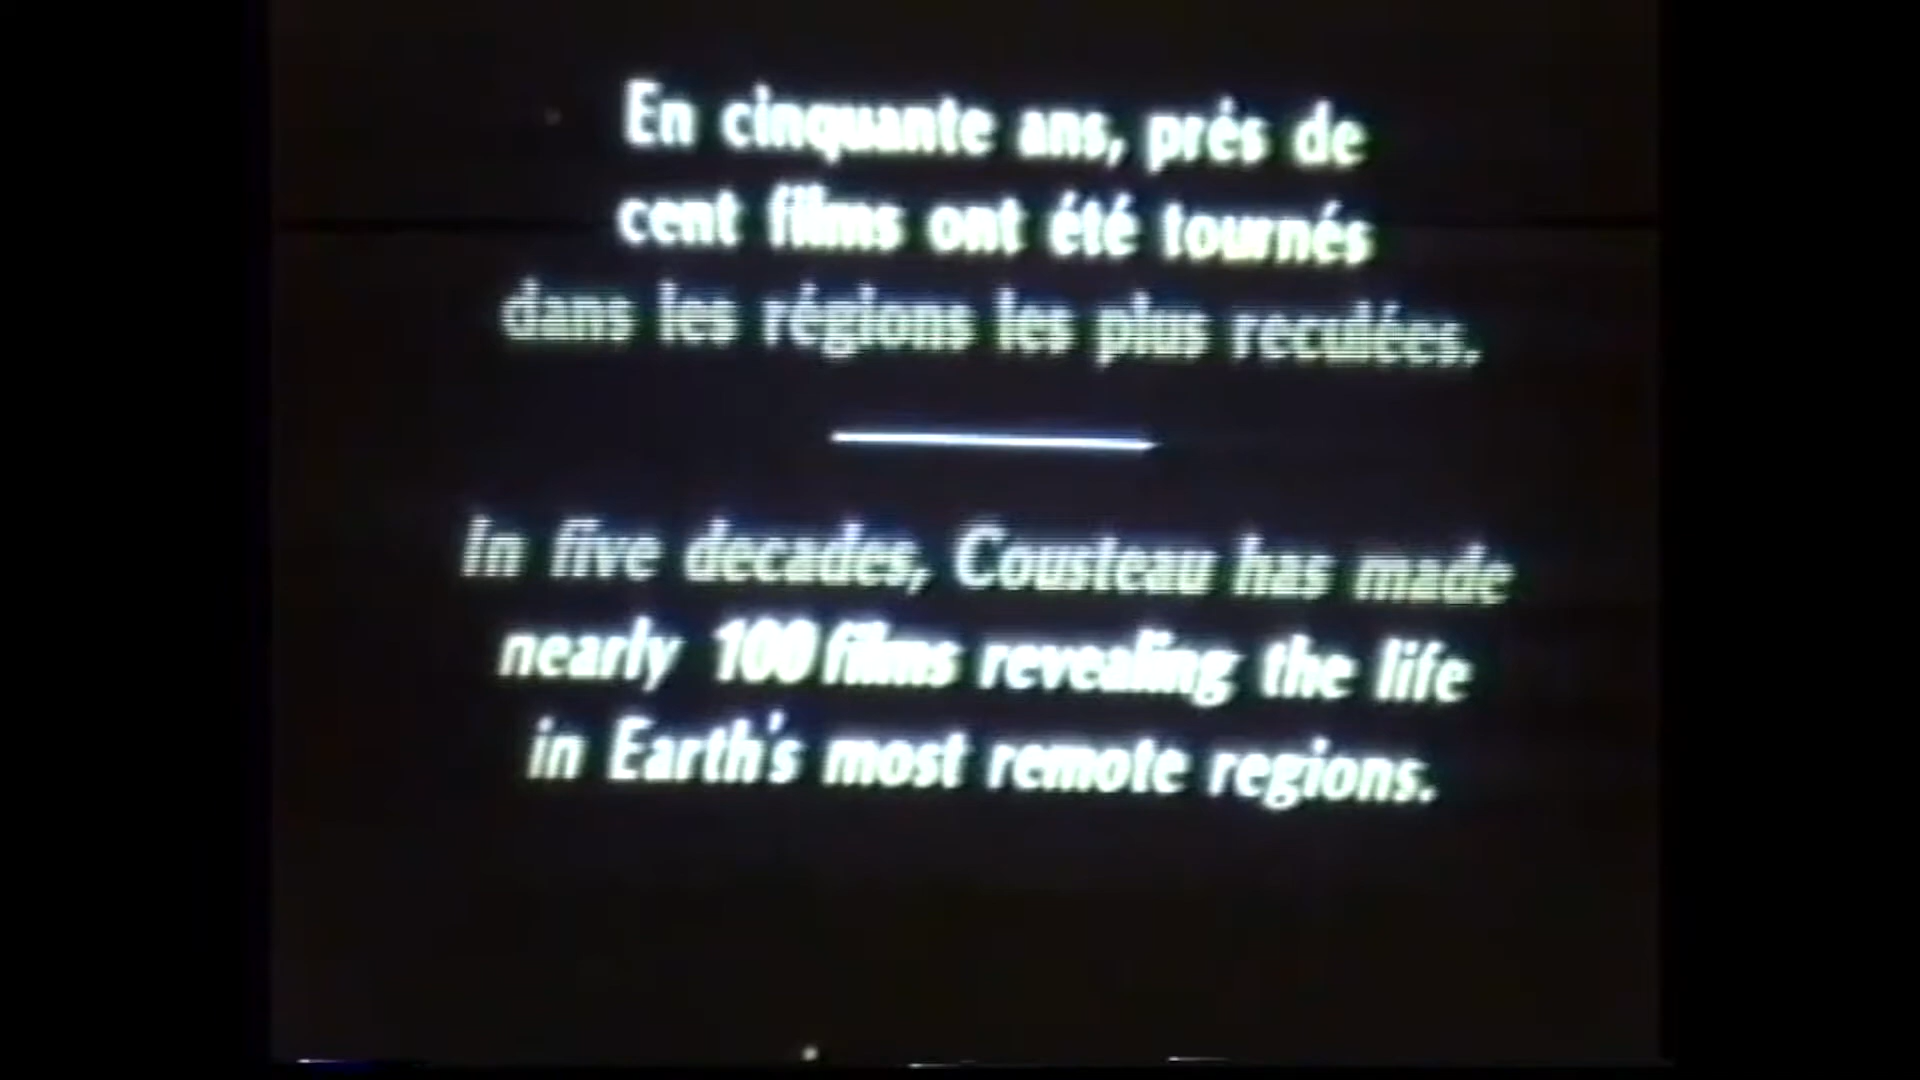 En cinquante ans, près de
cent films ont été tournés
dans les régions les plus reculées.
In five decades, Cousteau has made
nearly 100 films revealing the life
in Earth's most remote regions.